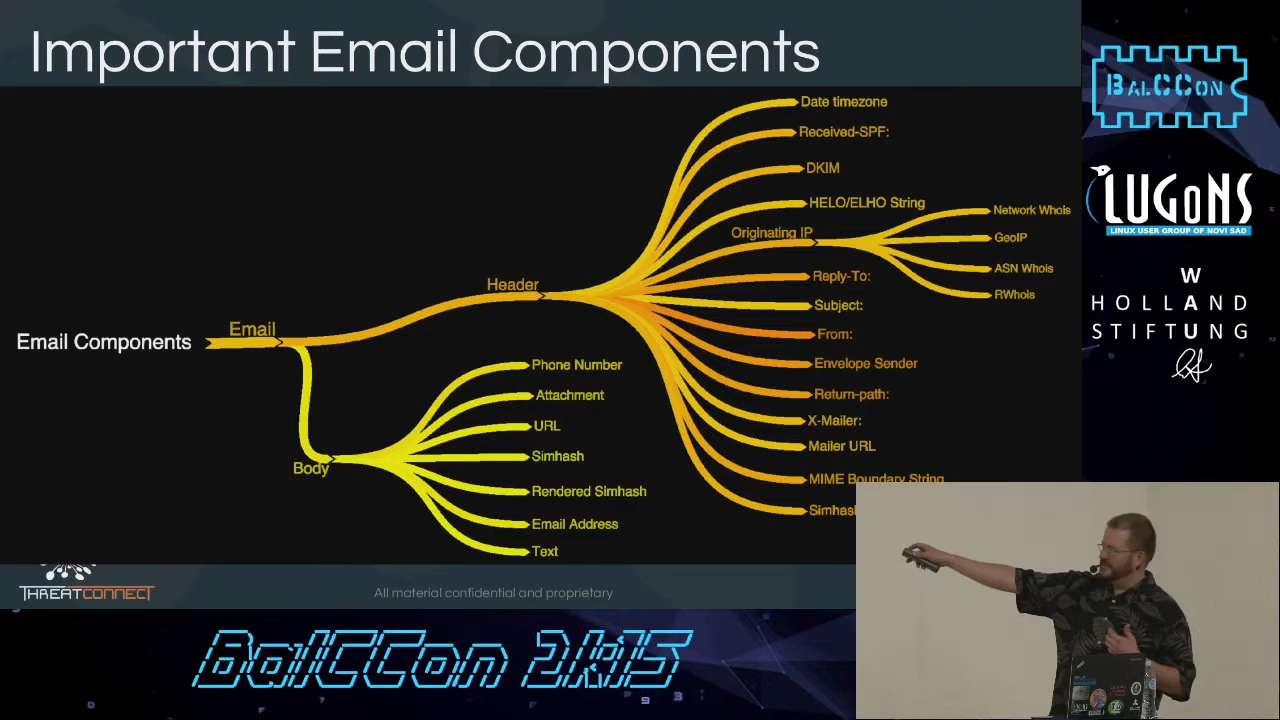 Important Email Components
Date timezone
Received-SPF:
DKIM
HELO/ELHO String
Originating IP
Network Whois
GeoIP
ASN Whois
RWhois
Reply-To:
Subject:
From:
Envelope Sender
Return-path:
X-Mailer:
Mailer URL
MIME Boundary String
Simhash
Header
Email Components
Email
Body
Phone Number
Attachment
URL
Simhash
Rendered Simhash
Email Address
Text
THREATCONNECT
All material confidential and proprietary
BalCCon 2k15
BALCCON
LUGONS
LINUX USER GROUP OF NOVI SAD
W
HOLLAND
STIFTUNG